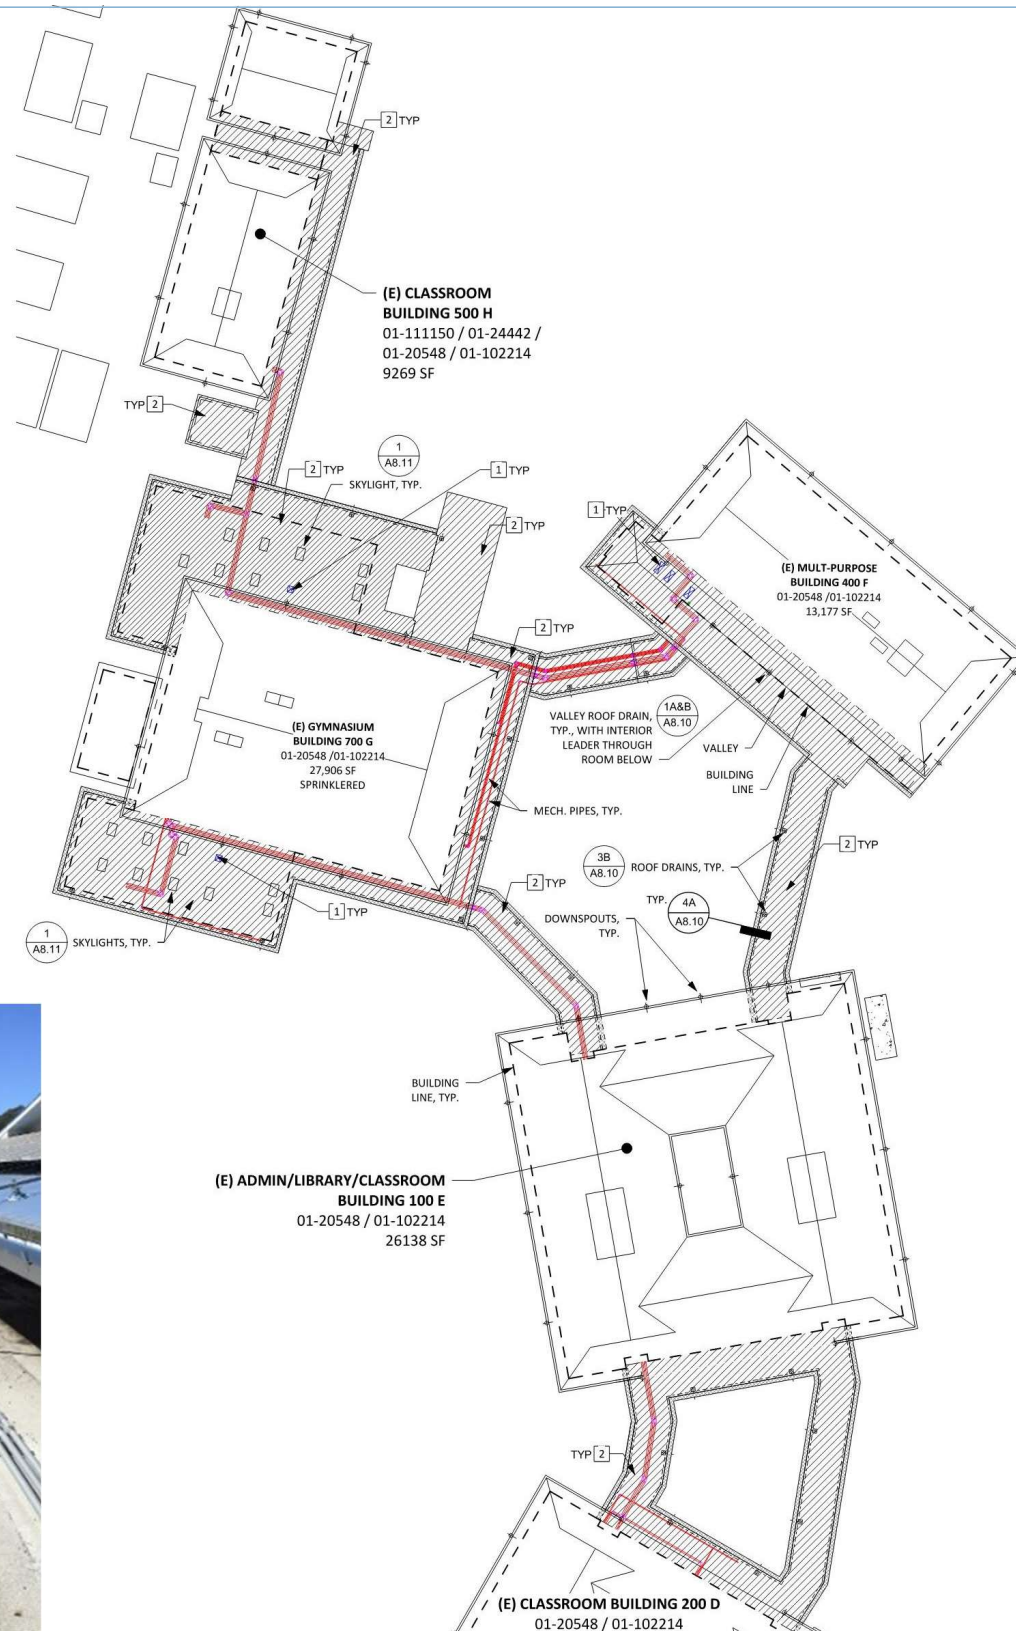 2 TYP
(E) CLASSROOM
BUILDING 500 H
01-111150 / 01-24442 /
01-20548 / 01-102214
9269 SF
TYP 2
1
A8.11
2 TYP
SKYLIGHT, TYP.
1 TYP
2 TYP
1 TYP
(E) MULT-PURPOSE
BUILDING 400 F
01-20548 /01-102214
13,177 SF
2 TYP
(E) GYMNASIUM
BUILDING 700 G
01-20548 /01-102214
27,906 SF
SPRINKLERED
VALLEY ROOF DRAIN,
TYP., WITH INTERIOR
LEADER THROUGH
ROOM BELOW
1A&B
A8.10
VALLEY
BUILDING
LINE
MECH. PIPES, TYP.
2 TYP
3B
A8.10
ROOF DRAINS, TYP.
2 TYP
TYP.
4A
A8.10
1 TYP
DOWNSPOUTS,
TYP.
1
A8.11
SKYLIGHTS, TYP.
BUILDING
LINE, TYP.
(E) ADMIN/LIBRARY/CLASSROOM
BUILDING 100 E
01-20548 / 01-102214
26138 SF
TYP 2
(E) CLASSROOM BUILDING 200 D
01-20548 / 01-102214